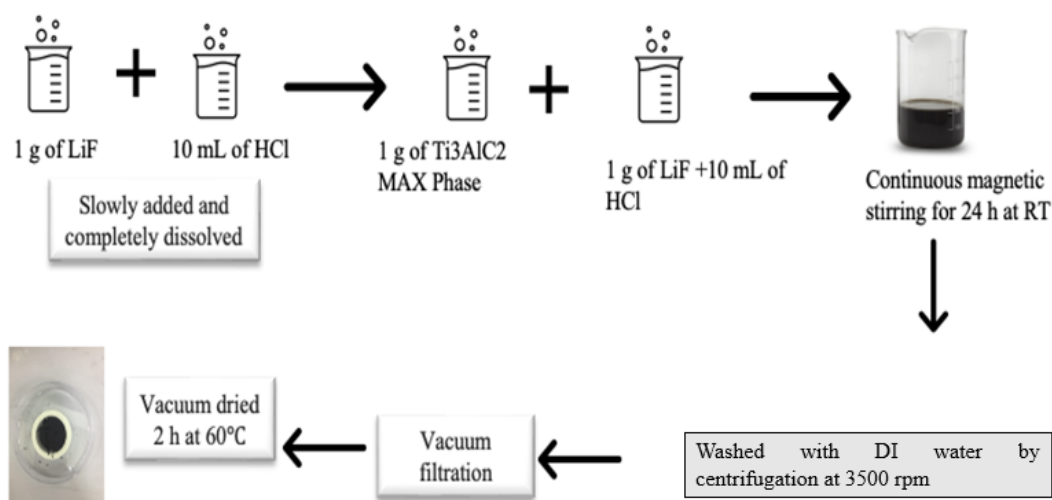 1 g of LiF
10 mL of HCl
Slowly added and
completely dissolved
1 g of Ti3AlC2
MAX Phase
1 g of LiF +10 mL of
HCl
Continuous magnetic
stirring for 24 h at RT
Washed with DI water by
centrifugation at 3500 rpm
Vacuum
filtration
Vacuum dried
2 h at 60°C